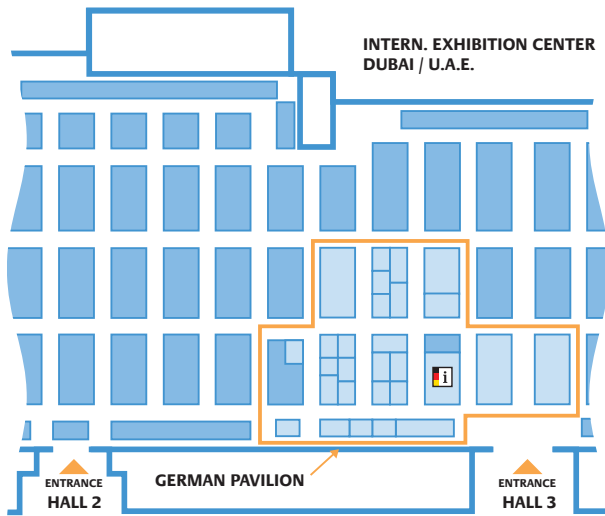 INTERN. EXHIBITION CENTER
DUBAI / U.A.E.
i
GERMAN PAVILION
ENTRANCE
HALL 2
ENTRANCE
HALL 3